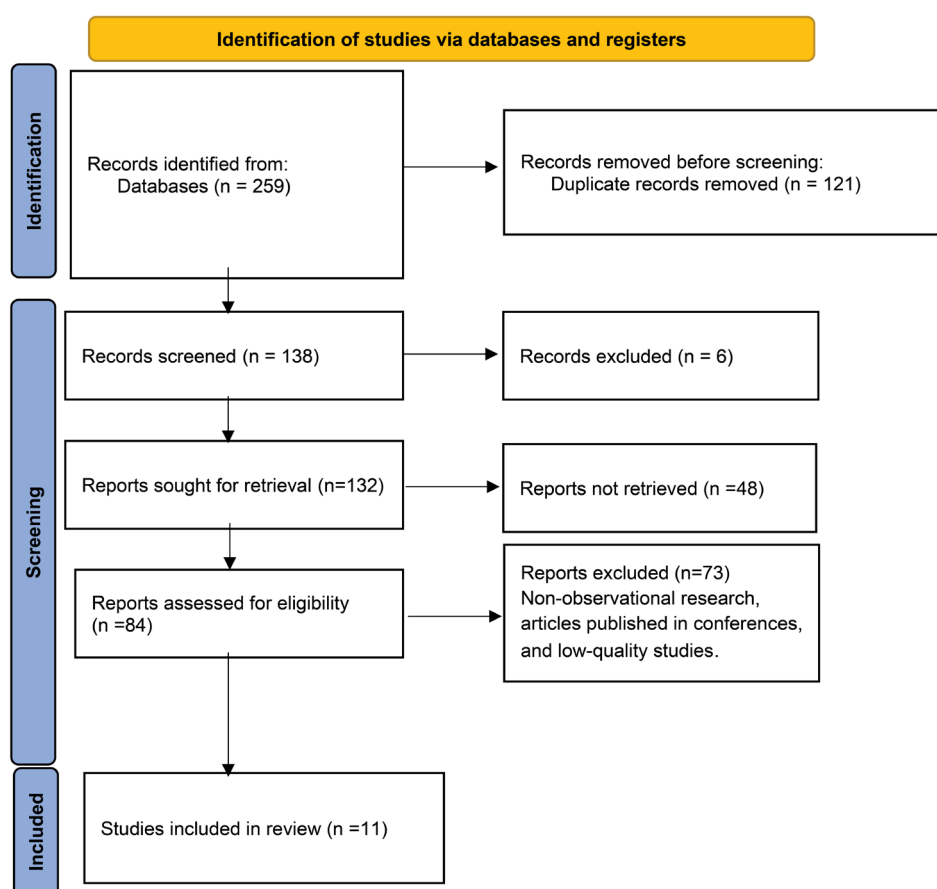 Identification of studies via databases and registers
Identification
Records identified from:
Databases (n = 259)
Records removed before screening:
Duplicate records removed (n = 121)
Screening
Records screened (n = 138)
Records excluded (n = 6)
Reports sought for retrieval (n=132)
Reports not retrieved (n =48)
Reports assessed for eligibility
(n =84)
Reports excluded (n=73)
Non-observational research,
articles published in conferences,
and low-quality studies.
Included
Studies included in review (n =11)